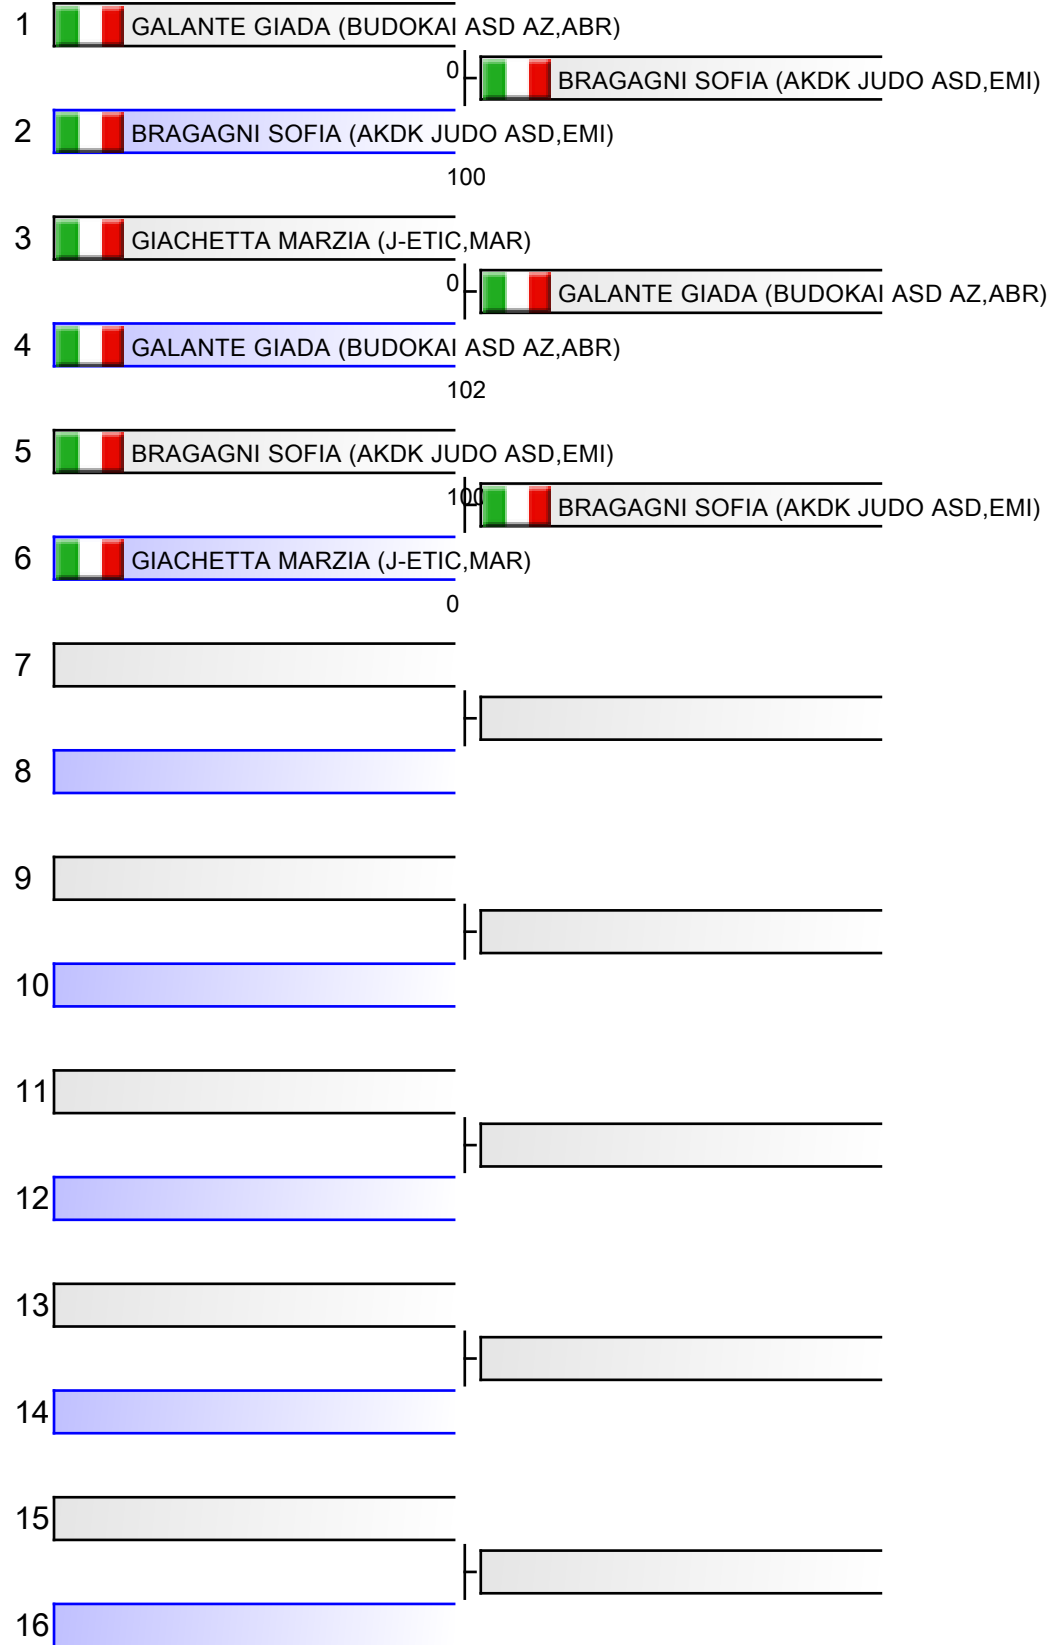 1 GALANTE GIADA (BUDOKAI ASD AZ,ABR)
0 BRAGAGNI SOFIA (AKDK JUDO ASD,EMI)
2 BRAGAGNI SOFIA (AKDK JUDO ASD,EMI)
100
3 GIACHETTA MARZIA (J-ETIC,MAR)
0 GALANTE GIADA (BUDOKAI ASD AZ,ABR)
4 GALANTE GIADA (BUDOKAI ASD AZ,ABR)
102
5 BRAGAGNI SOFIA (AKDK JUDO ASD,EMI)
100 BRAGAGNI SOFIA (AKDK JUDO ASD,EMI)
6 GIACHETTA MARZIA (J-ETIC,MAR)
0
7
8
9
10
11
12
13
14
15
16